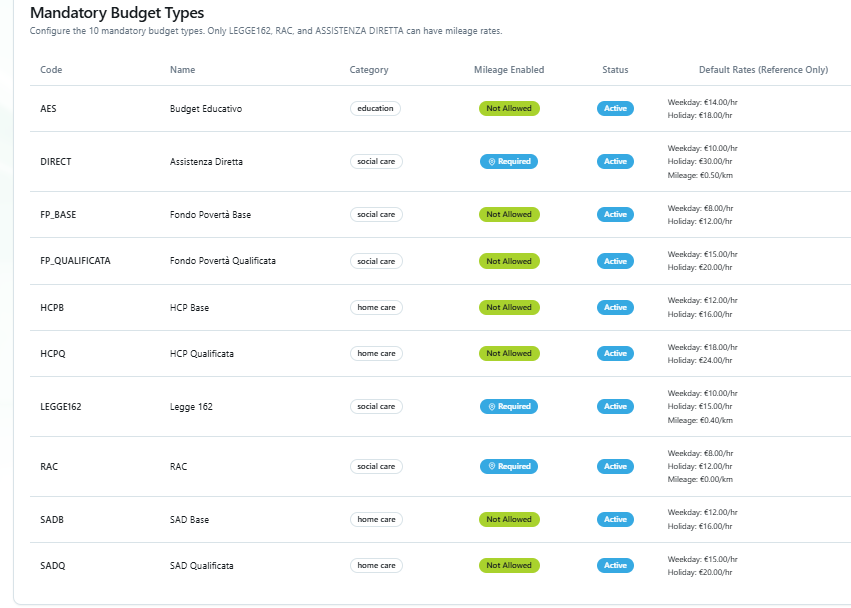 Mandatory Budget Types
Configure the 10 mandatory budget types. Only LEGGE162, RAC, and ASSISTENZA DIRETTA can have mileage rates.
Code Name Category Mileage Enabled Status Default Rates (Reference Only)
AES Budget Educativo education Not Allowed Active Weekday: €14.00/hr
Holiday: €18.00/hr
DIRECT Assistenza Diretta social care Required Active Weekday: €10.00/hr
Holiday: €30.00/hr
Mileage: €0.50/km
FP_BASE Fondo Povertà Base social care Not Allowed Active Weekday: €8.00/hr
Holiday: €12.00/hr
FP_QUALIFICATA Fondo Povertà Qualificata social care Not Allowed Active Weekday: €15.00/hr
Holiday: €20.00/hr
HCPB HCP Base home care Not Allowed Active Weekday: €12.00/hr
Holiday: €16.00/hr
HCPQ HCP Qualificata home care Not Allowed Active Weekday: €18.00/hr
Holiday: €24.00/hr
LEGGE162 Legge 162 social care Required Active Weekday: €10.00/hr
Holiday: €15.00/hr
Mileage: €0.40/km
RAC RAC social care Required Active Weekday: €8.00/hr
Holiday: €12.00/hr
Mileage: €0.00/km
SADB SAD Base home care Not Allowed Active Weekday: €12.00/hr
Holiday: €16.00/hr
SADQ SAD Qualificata home care Not Allowed Active Weekday: €15.00/hr
Holiday: €20.00/hr